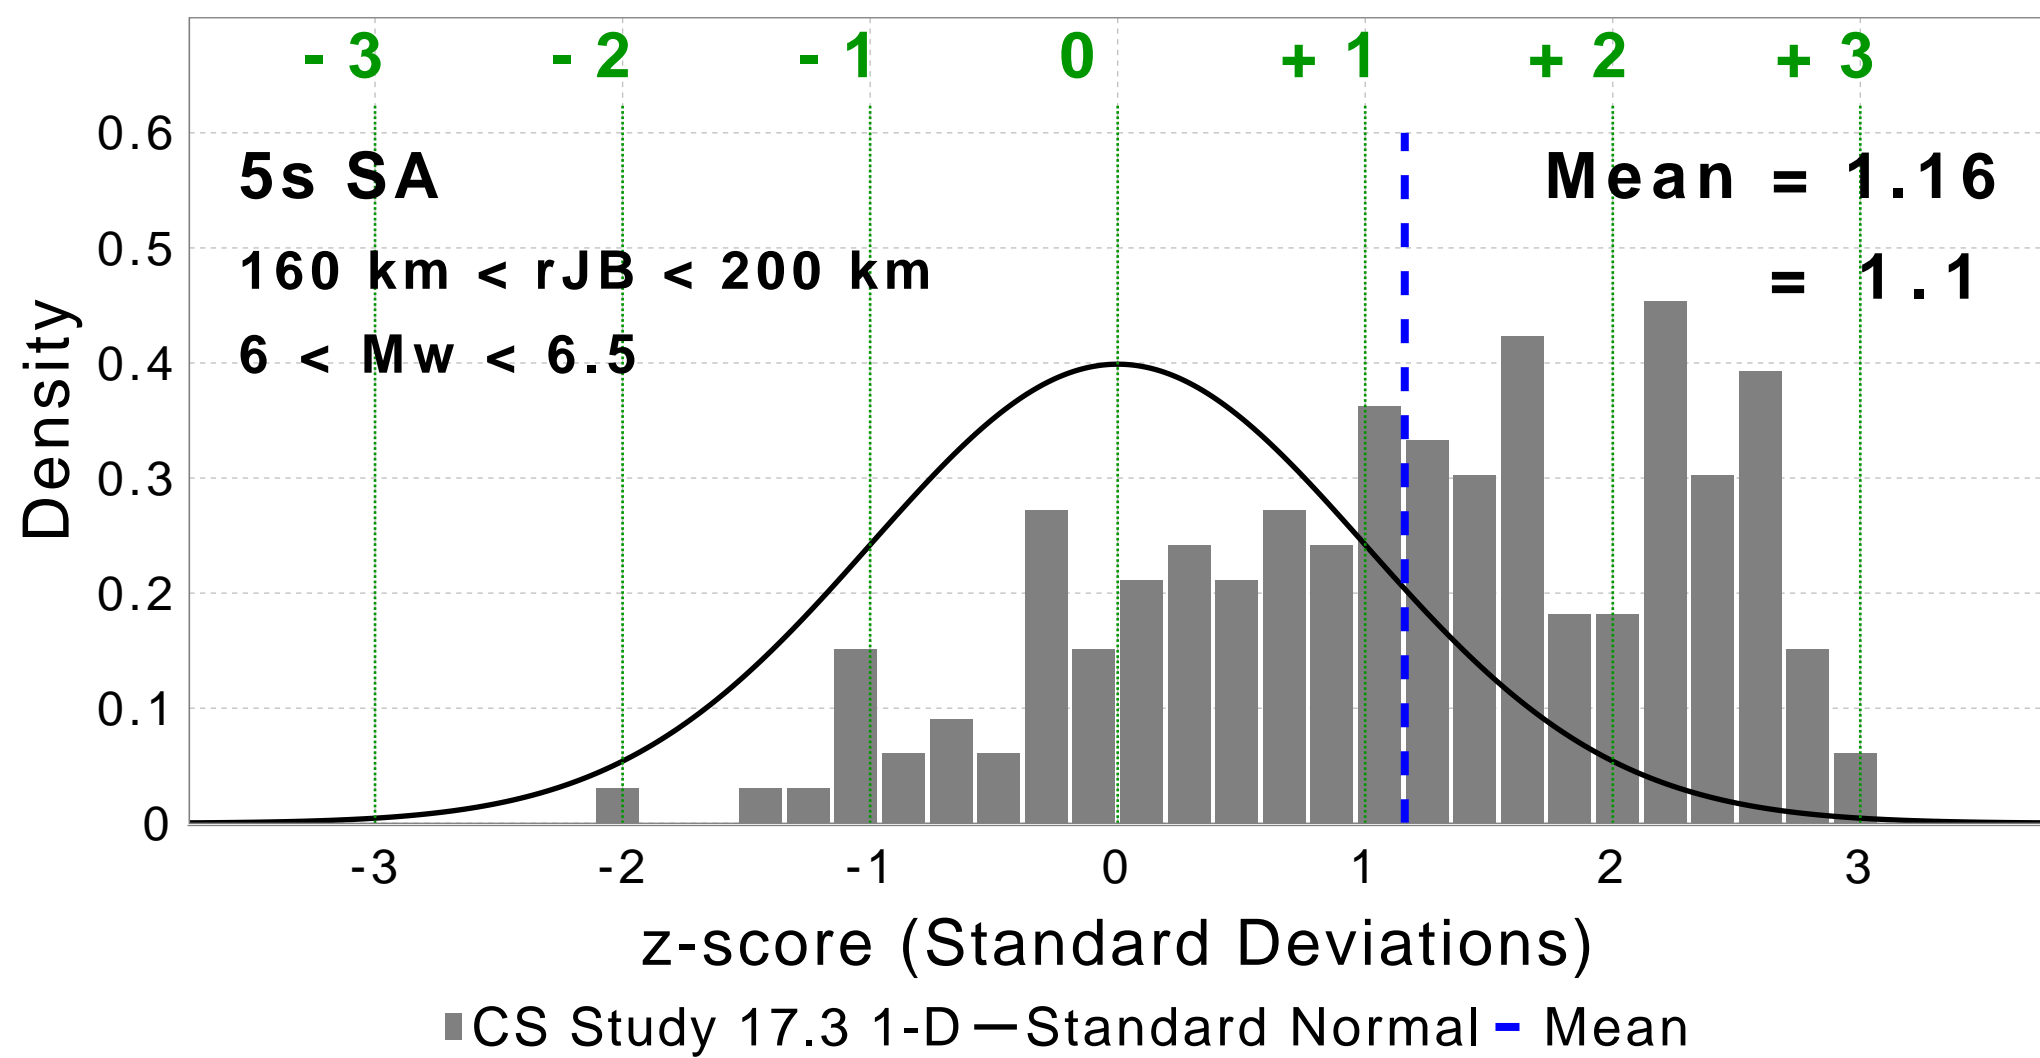 - 3 - 2 - 1 0 + 1 + 2 + 3
0.6
0.5
0.4
0.3
0.2
0.1
0
Density
5s SA
160 km < rJB < 200 km
6 < Mw < 6.5
Mean = 1.16
= 1.1
-3 -2 -1 0 1 2 3
z-score (Standard Deviations)
CS Study 17.3 1-D Standard Normal Mean